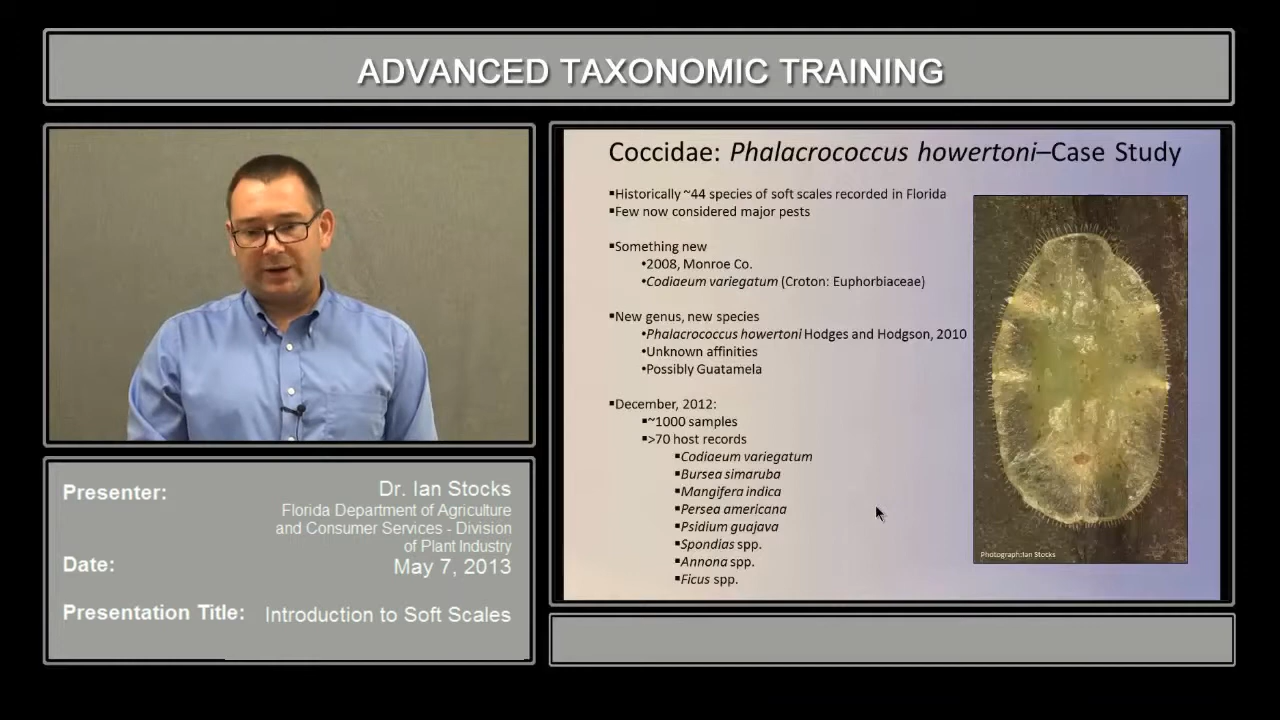 ADVANCED TAXONOMIC TRAINING
Coccidae: Phalacrococcus howertoni–Case Study
▪Historically ~44 species of soft scales recorded in Florida
▪Few now considered major pests
▪Something new
•2008, Monroe Co.
•Codiaeum variegatum (Croton: Euphorbiaceae)
▪New genus, new species
•Phalacrococcus howertoni Hodges and Hodgson, 2010
•Unknown affinities
•Possibly Guatamela
▪December, 2012:
▪~1000 samples
▪>70 host records
▪Codiaeum variegatum
▪Bursea simaruba
▪Mangifera indica
▪Persea americana
▪Psidium guajava
▪Spondias spp.
▪Annona spp.
▪Ficus spp.
Photograph:Ian Stocks
Presenter: Dr. Ian Stocks
Florida Department of Agriculture
and Consumer Services - Division
of Plant Industry
Date: May 7, 2013
Presentation Title: Introduction to Soft Scales